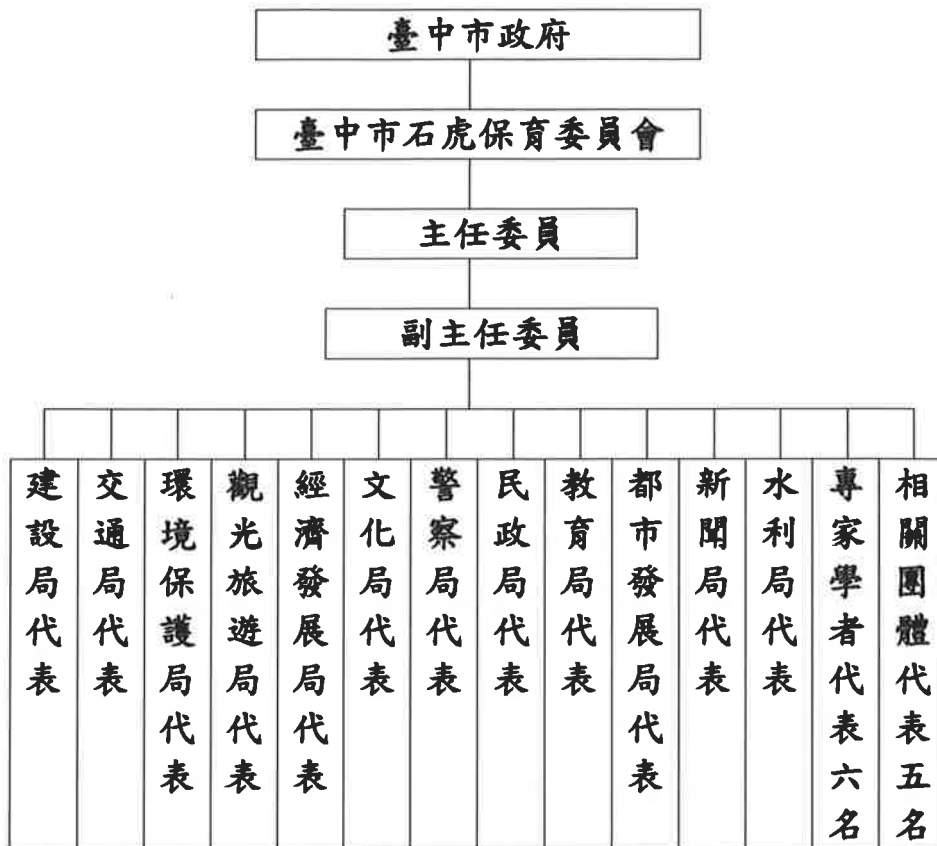 臺中市政府
臺中市石虎保育委員會
主任委員
副主任委員
建設局代表
交通局代表
環境保護局代表
觀光旅遊局代表
經濟發展局代表
文化局代表
警察局代表
民政局代表
教育局代表
都市發展局代表
新聞局代表
水利局代表
專家學者代表六名
相關團體代表五名